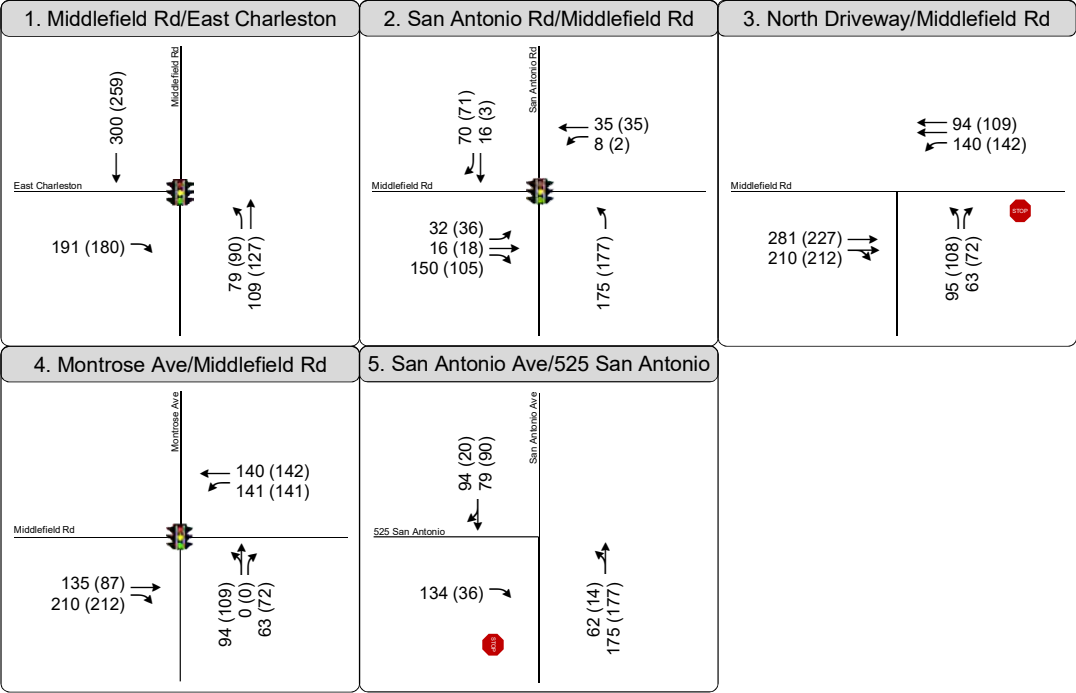 1. Middlefield Rd/East Charleston
Middlefield Rd
300 (259)
East Charleston
191 (180)
79 (90)
109 (127)
2. San Antonio Rd/Middlefield Rd
San Antonio Rd
70 (71)
16 (3)
35 (35)
8 (2)
Middlefield Rd
32 (36)
16 (18)
150 (105)
175 (177)
3. North Driveway/Middlefield Rd
94 (109)
140 (142)
Middlefield Rd
STOP
281 (227)
210 (212)
95 (108)
63 (72)
4. Montrose Ave/Middlefield Rd
Montrose Ave
140 (142)
141 (141)
Middlefield Rd
135 (87)
210 (212)
94 (109)
0 (0)
63 (72)
5. San Antonio Ave/525 San Antonio
San Antonio Ave
94 (20)
79 (90)
525 San Antonio
134 (36)
STOP
62 (14)
175 (177)